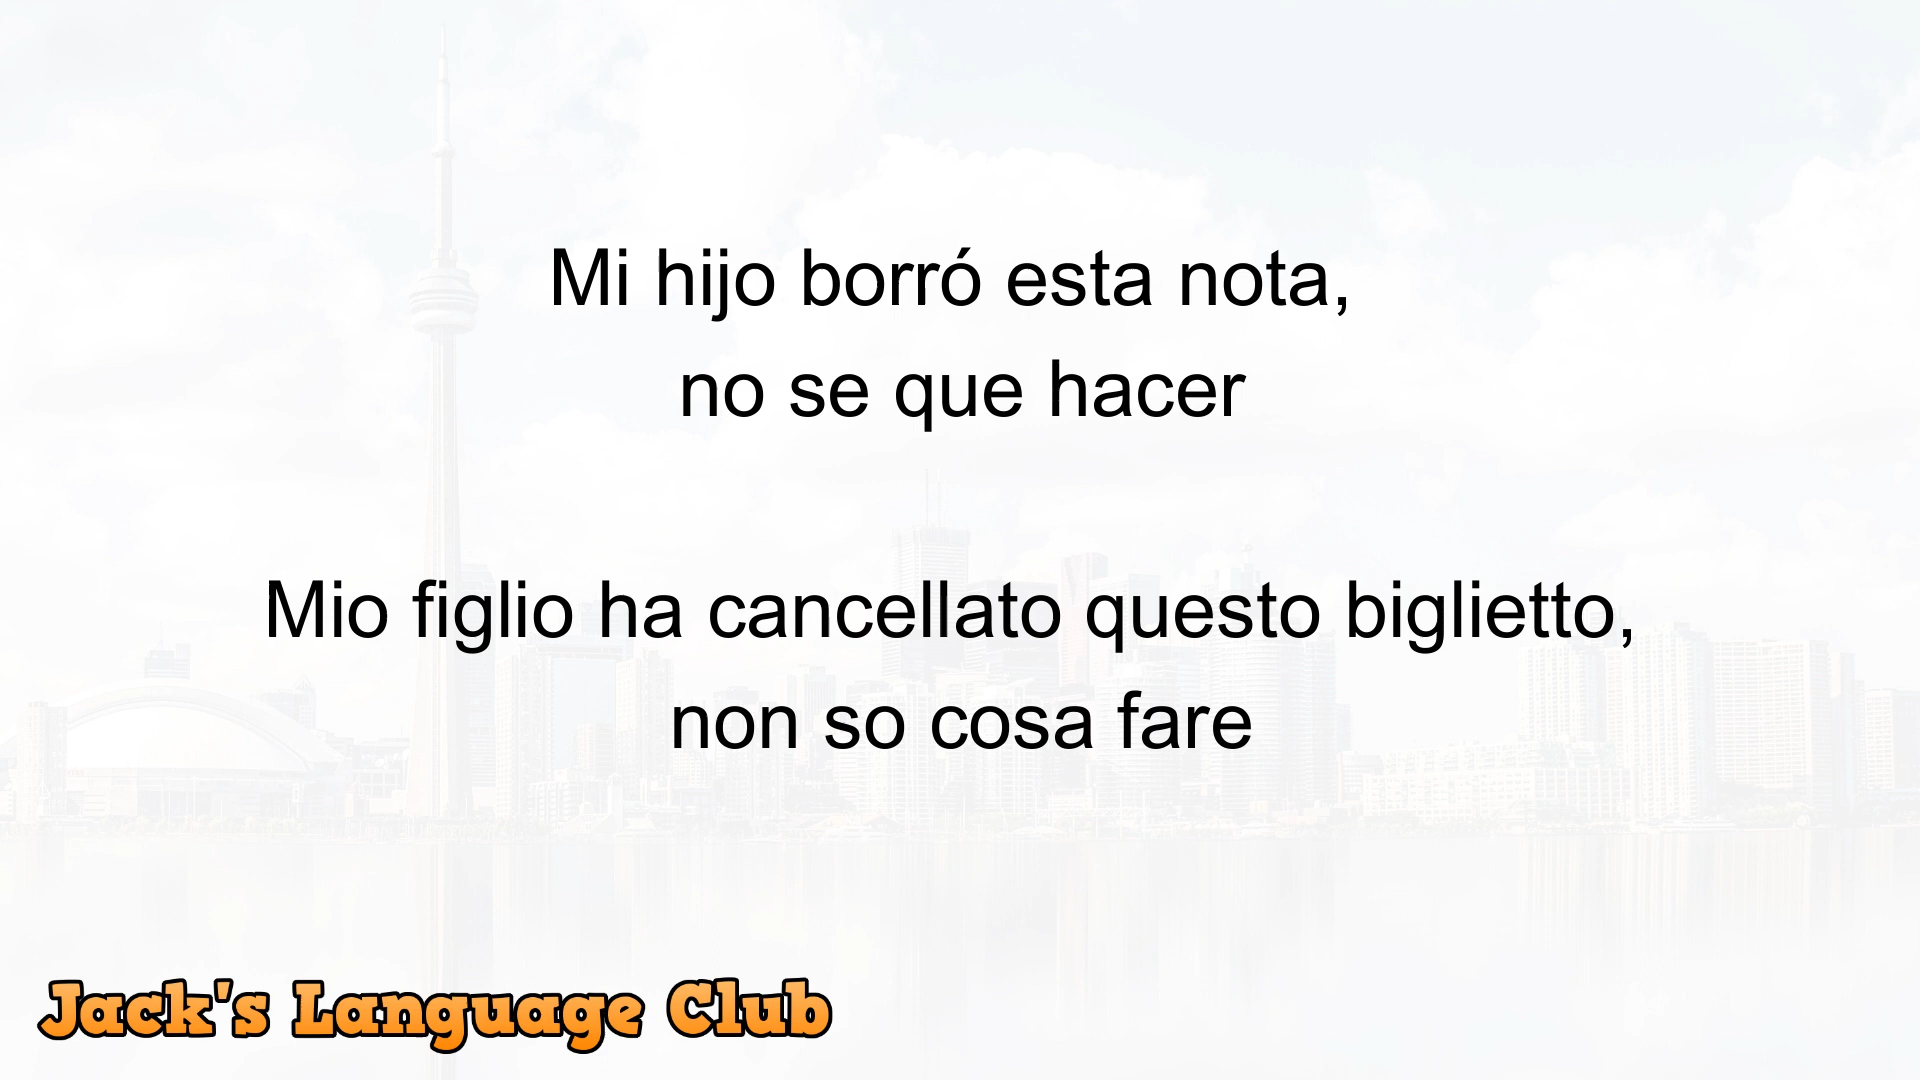 Mi hijo borró esta nota,
no se que hacer
Mio figlio ha cancellato questo biglietto,
non so cosa fare
Jack's Language Club